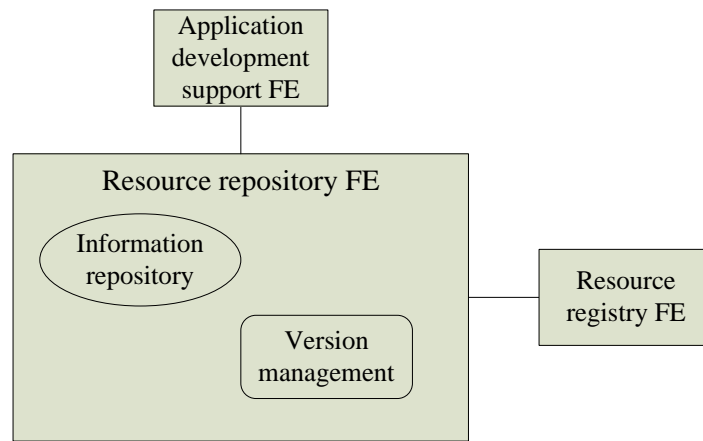 Application
development
support FE
Resource repository FE
Information
repository
Version
management
Resource
registry FE